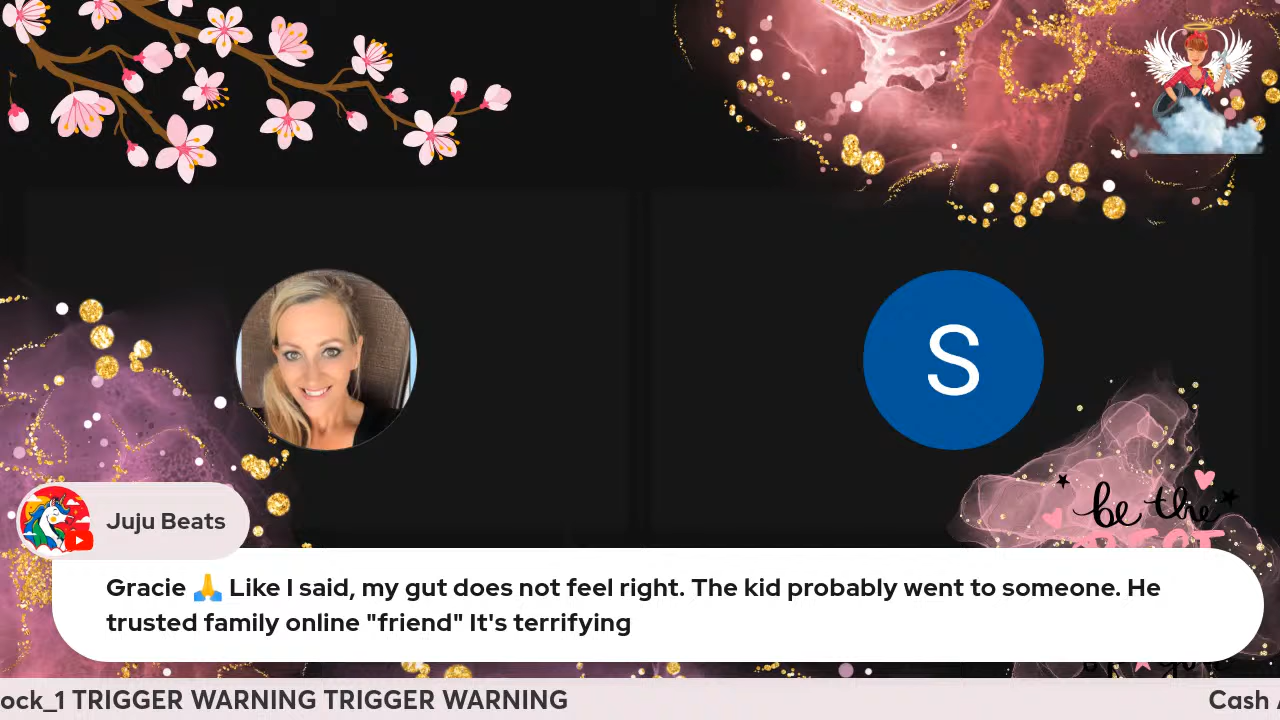 S
be the
Juju Beats
Gracie 🙏 Like I said, my gut does not feel right. The kid probably went to someone. He
trusted family online "friend" It's terrifying
ock_1 TRIGGER WARNING TRIGGER WARNING
Cash